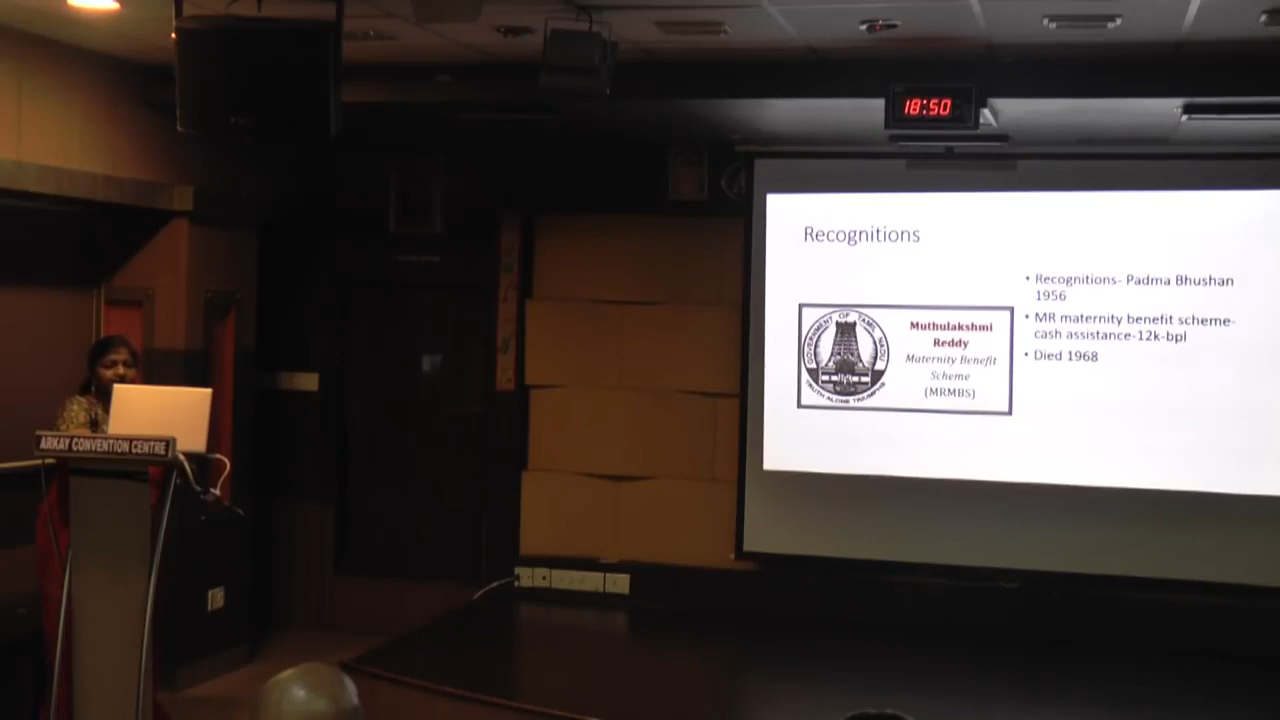 18:50
Recognitions
• Recognitions- Padma Bhushan
1956
• MR maternity benefit scheme-
cash assistance-12k-bpl
• Died 1968
GOVERNMENT OF TAMIL NADU
TRUTH ALONE TRIUMPHS
Muthulakshmi
Reddy
Maternity Benefit
Scheme
(MRMBS)
ARKAY CONVENTION CENTRE